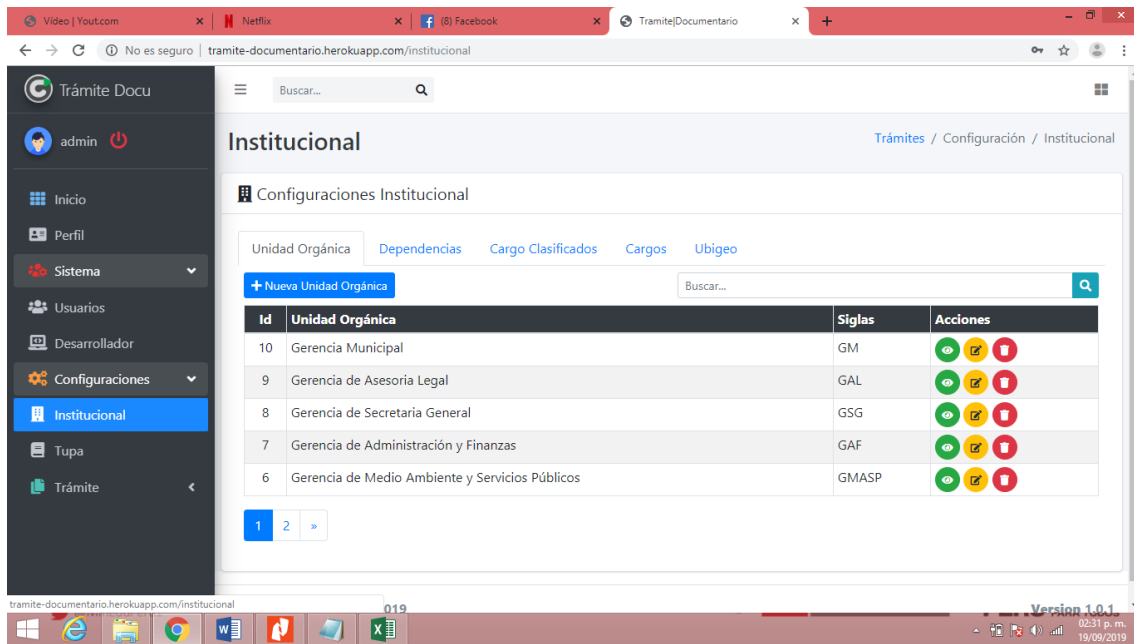 Vídeo | Yout.com
Netflix
(8) Facebook
Tramite|Documentario
No es seguro | tramite-documentario.herokuapp.com/institucional
Trámite Docu
Buscar...
admin
Institucional
Trámites / Configuración / Institucional
Inicio
Perfil
Sistema
Usuarios
Desarrollador
Configuraciones
Institucional
Tupa
Trámite
Configuraciones Institucional
Unidad Orgánica Dependencias Cargo Clasificados Cargos Ubigeo
+ Nueva Unidad Orgánica
Buscar...
Id Unidad Orgánica Siglas Acciones
10 Gerencia Municipal GM
9 Gerencia de Asesoria Legal GAL
8 Gerencia de Secretaria General GSG
7 Gerencia de Administración y Finanzas GAF
6 Gerencia de Medio Ambiente y Servicios Públicos GMASP
1 2 »
tramite-documentario.herokuapp.com/institucional
019
Version 1.0.1
02:31 p. m.
19/09/2019